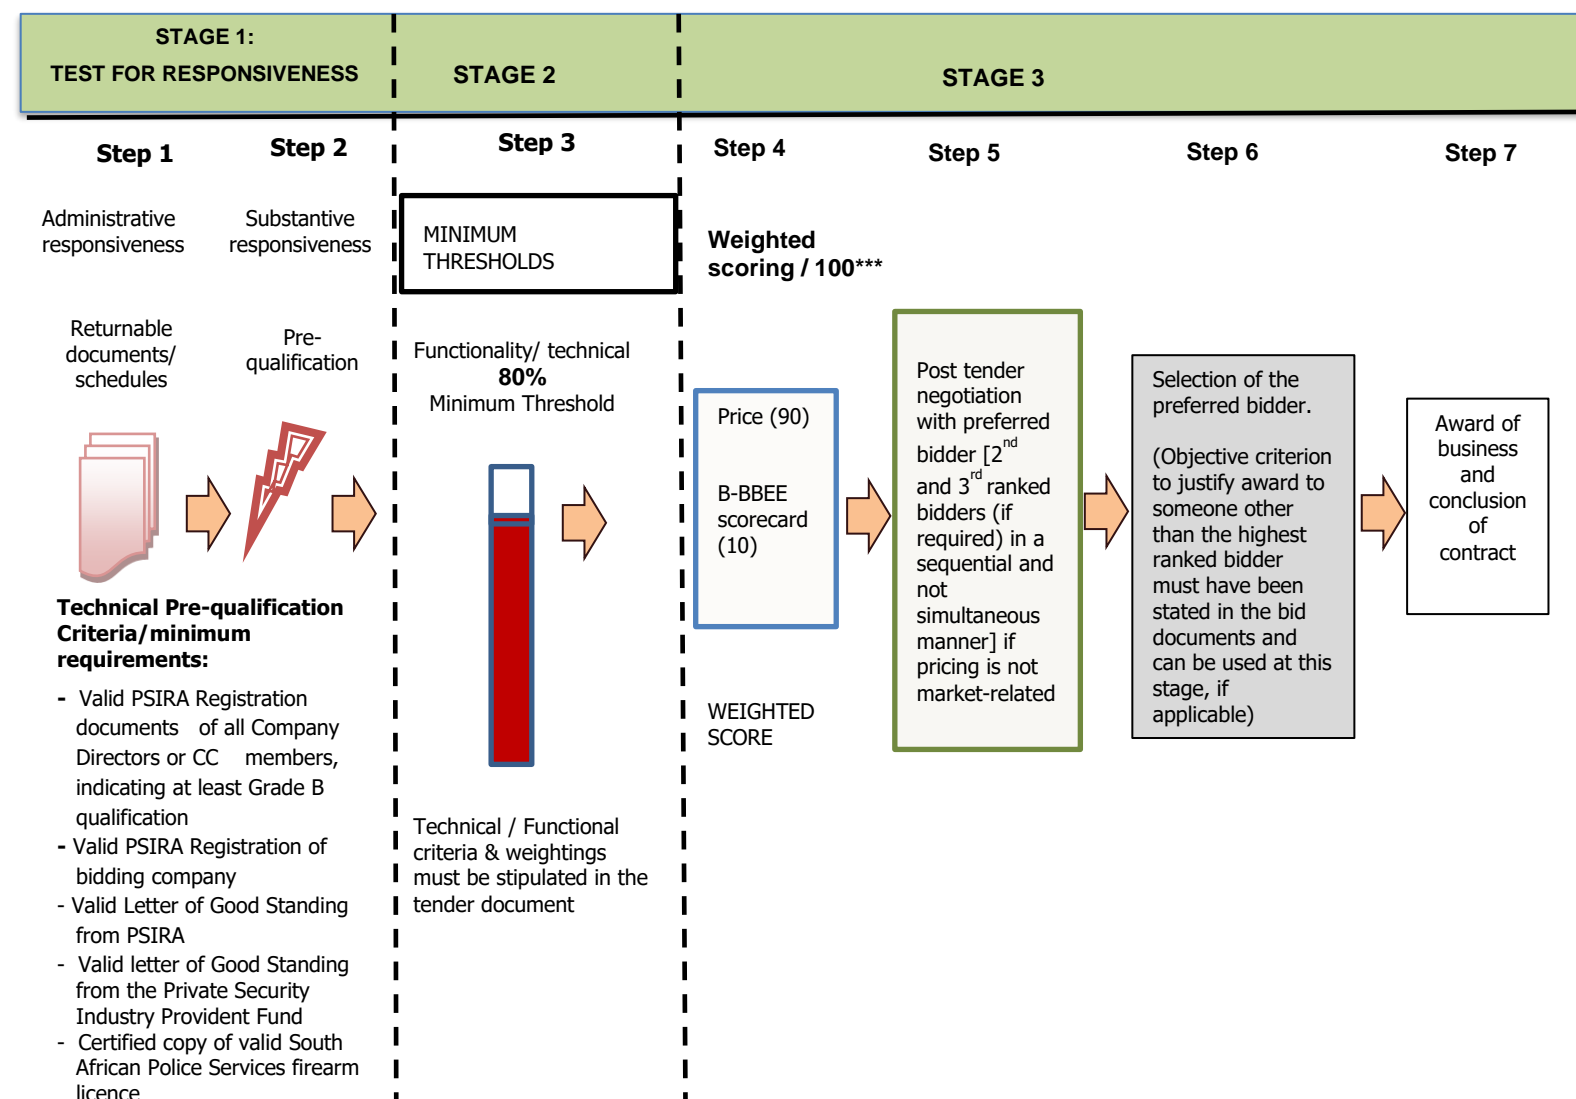 STAGE 1:
TEST FOR RESPONSIVENESS
STAGE 2
STAGE 3
Step 1
Step 2
Step 3
Step 4
Step 5
Step 6
Step 7
Administrative
responsiveness
Substantive
responsiveness
MINIMUM
THRESHOLDS
Weighted
scoring / 100***
Returnable
documents/
schedules
Pre-
qualification
Functionality/ technical
80%
Minimum Threshold
Price (90)
B-BBEE
scorecard
(10)
WEIGHTED
SCORE
Post tender
negotiation
with preferred
bidder [2nd
and 3rd ranked
bidders (if
required) in a
sequential and
not
simultaneous
manner] if
pricing is not
market-related
Selection of the
preferred bidder.
(Objective criterion
to justify award to
someone other
than the highest
ranked bidder
must have been
stated in the bid
documents and
can be used at this
stage, if
applicable)
Award of
business
and
conclusion
of
contract
Technical Pre-qualification
Criteria/minimum
requirements:
- Valid PSIRA Registration
documents of all Company
Directors or CC members,
indicating at least Grade B
qualification
- Valid PSIRA Registration of
bidding company
- Valid Letter of Good Standing
from PSIRA
- Valid letter of Good Standing
from the Private Security
Industry Provident Fund
- Certified copy of valid South
African Police Services firearm
licence
Technical / Functional
criteria & weightings
must be stipulated in the
tender document